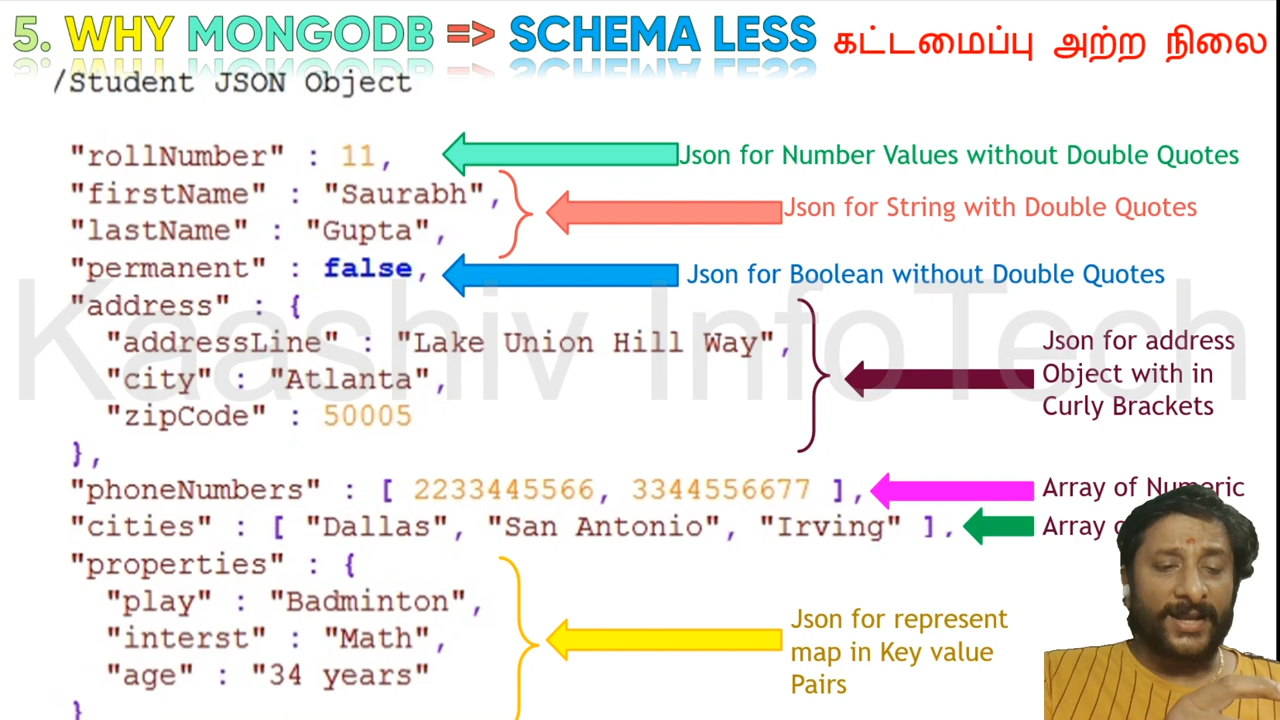 5. WHY MONGODB => SCHEMA LESS கட்டமைப்பு அற்ற நிலை
/Student JSON Object
"rollNumber" : 11,
Json for Number Values without Double Quotes
"firstName" : "Saurabh",
"lastName" : "Gupta",
Json for String with Double Quotes
"permanent" : false,
Json for Boolean without Double Quotes
"address" : {
"addressLine" : "Lake Union Hill Way",
"city" : "Atlanta",
"zipCode" : 50005
},
Json for address
Object with in
Curly Brackets
"phoneNumbers" : [ 2233445566, 3344556677 ],
Array of Numeric
"cities" : [ "Dallas", "San Antonio", "Irving" ],
Array
"properties" : {
"play" : "Badminton",
"interst" : "Math",
"age" : "34 years"
}
Json for represent
map in Key value
Pairs
Kaashiv InfoTech